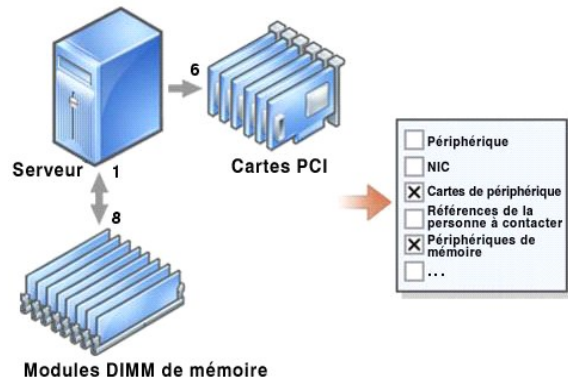 6
Serveur 1
Cartes PCI
8
Modules DIMM de mémoire
Périphérique
NIC
Cartes de périphérique
Références de la
personne à contacter
Périphériques de
mémoire
...